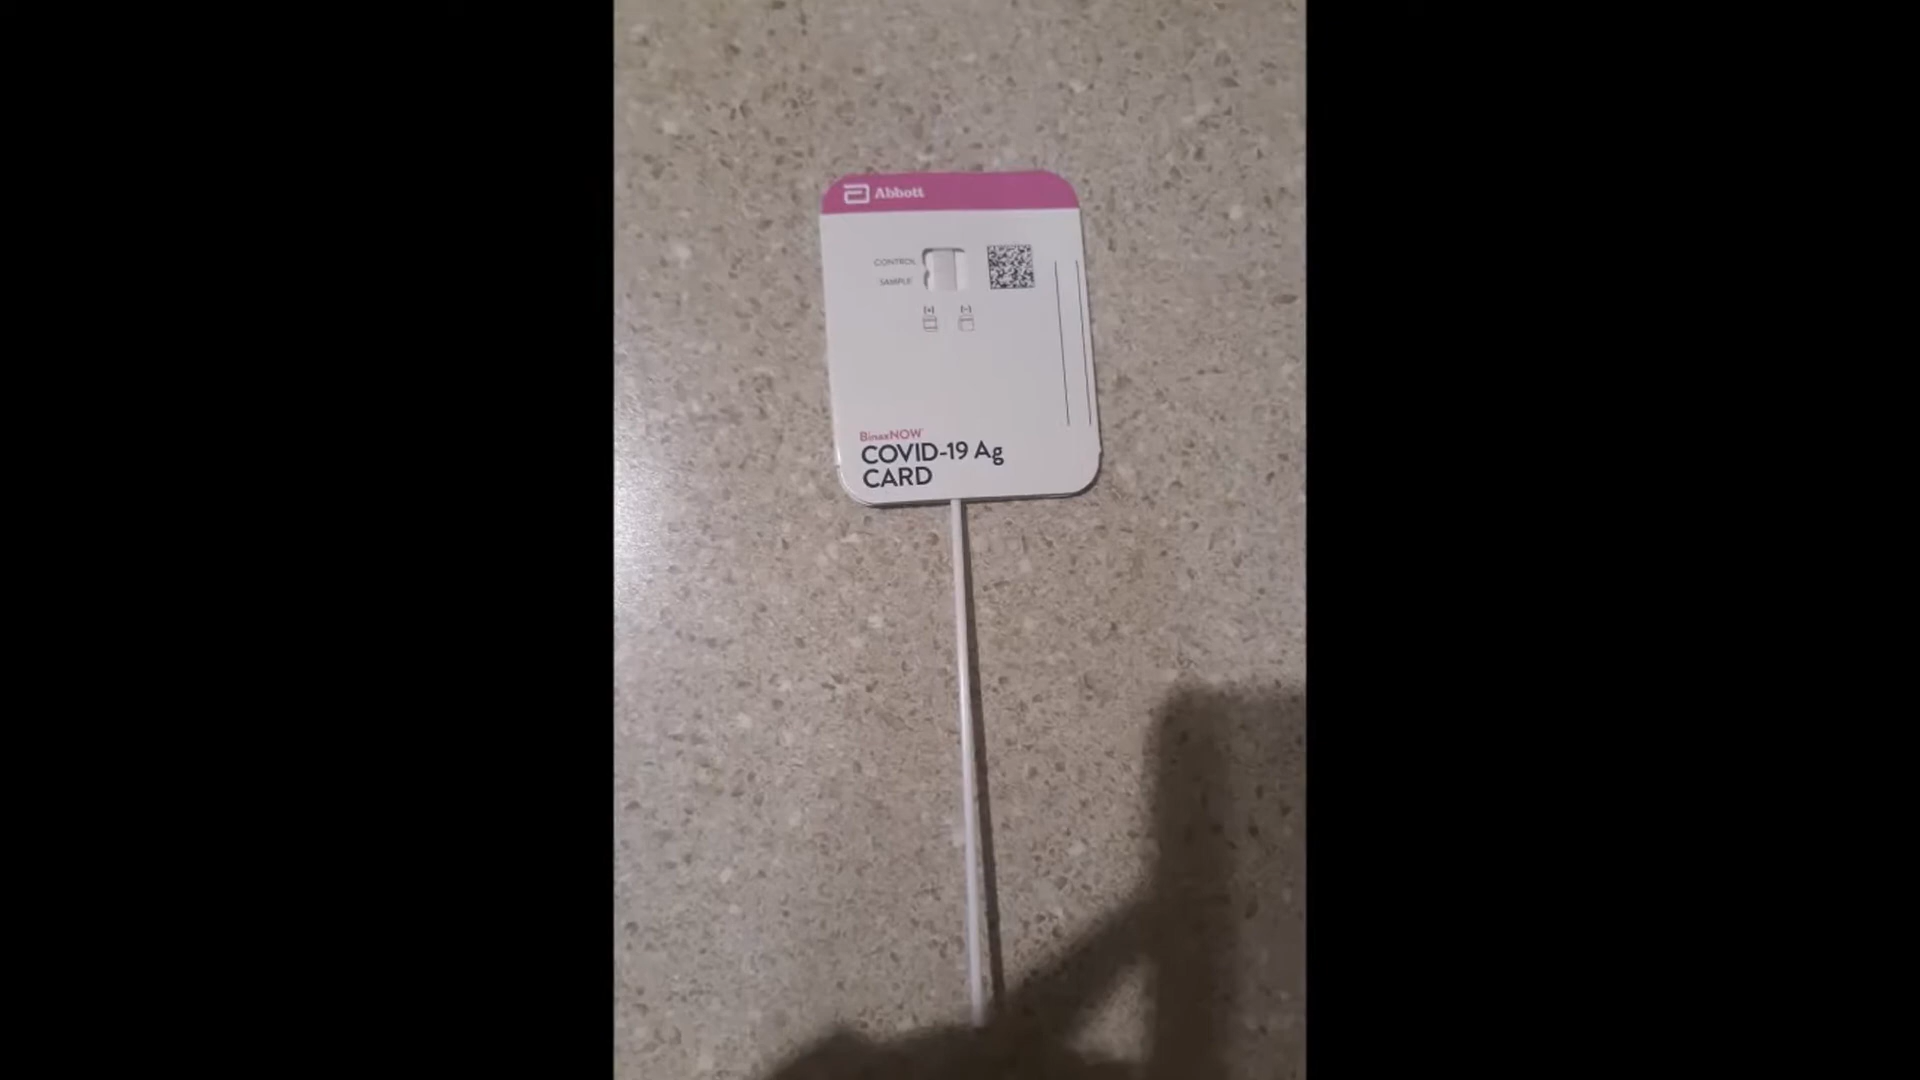 Abbott
CONTROL
SAMPLE
BinaxNOW
COVID-19 Ag
CARD